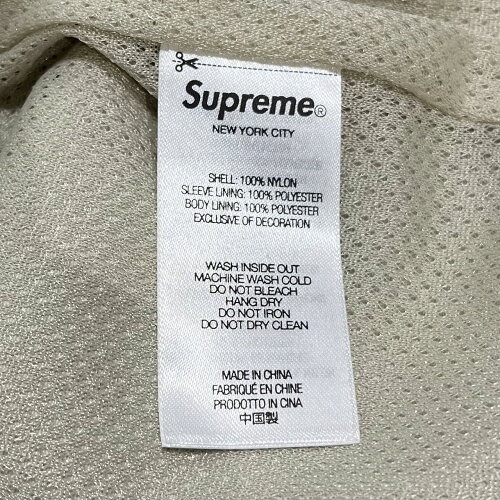 Supreme®
NEW YORK CITY
SHELL: 100% NYLON
SLEEVE LINING: 100% POLYESTER
BODY LINING: 100% POLYESTER
EXCLUSIVE OF DECORATION
WASH INSIDE OUT
MACHINE WASH COLD
DO NOT BLEACH
HANG DRY
DO NOT IRON
DO NOT DRY CLEAN
MADE IN CHINA
FABRIQUÉ EN CHINE
PRODOTTO IN CINA
中国製